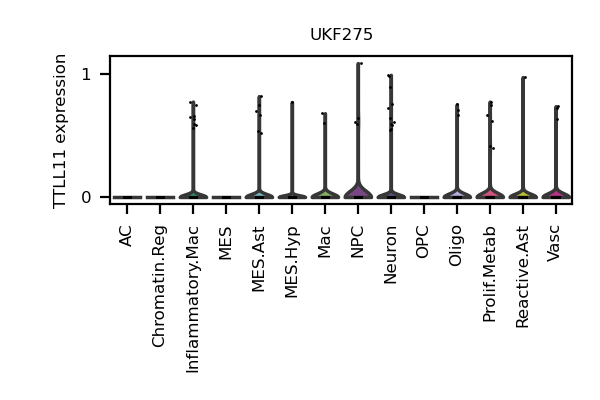 UKF275
TTLL11 expression
1
0
AC
Chromatin.Reg
Inflammatory.Mac
MES
MES.Ast
MES.Hyp
Mac
NPC
Neuron
OPC
Oligo
Prolif.Metab
Reactive.Ast
Vasc